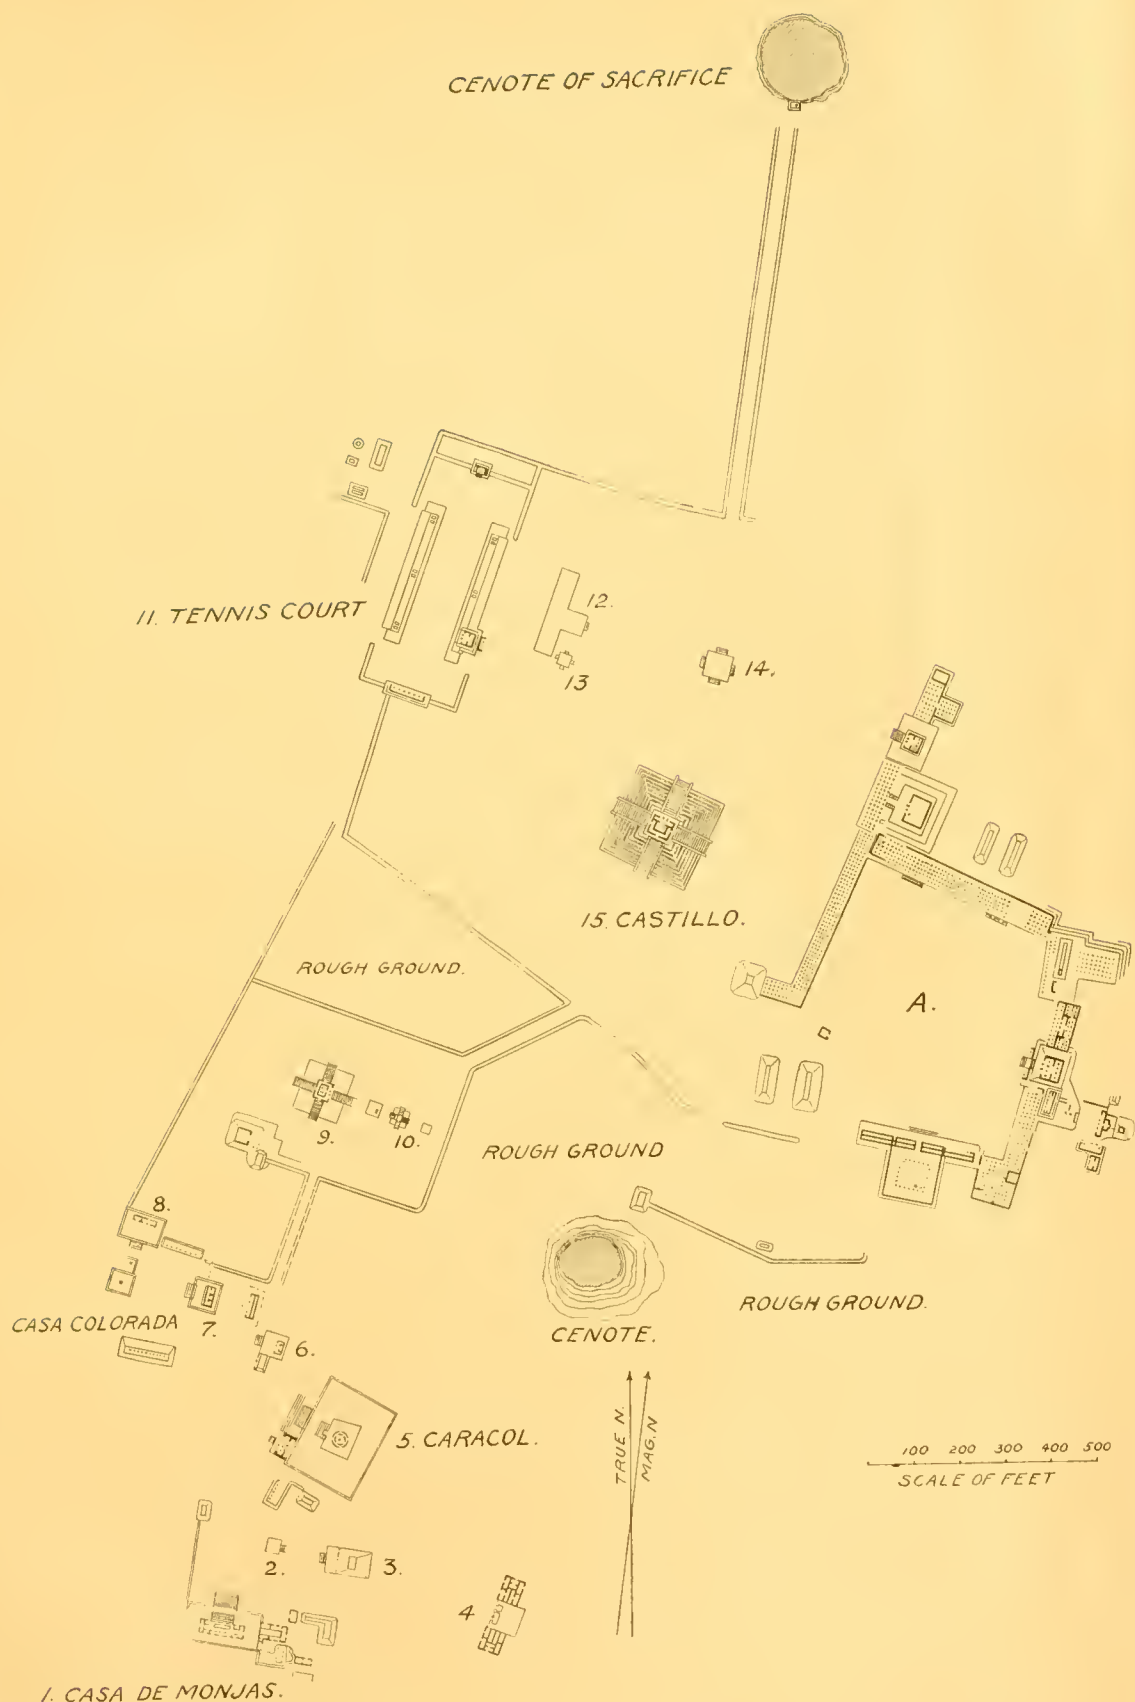 CENOTE OF SACRIFICE
11. TENNIS COURT
12.
13
14.
15. CASTILLO.
ROUGH GROUND.
A.
9.
10.
ROUGH GROUND
8.
ROUGH GROUND.
CASA COLORADA
7.
CENOTE.
6.
5. CARACOL.
TRUE N.
MAG. N
100 200 300 400 500
SCALE OF FEET
2.
3.
4
1. CASA DE MONJAS.